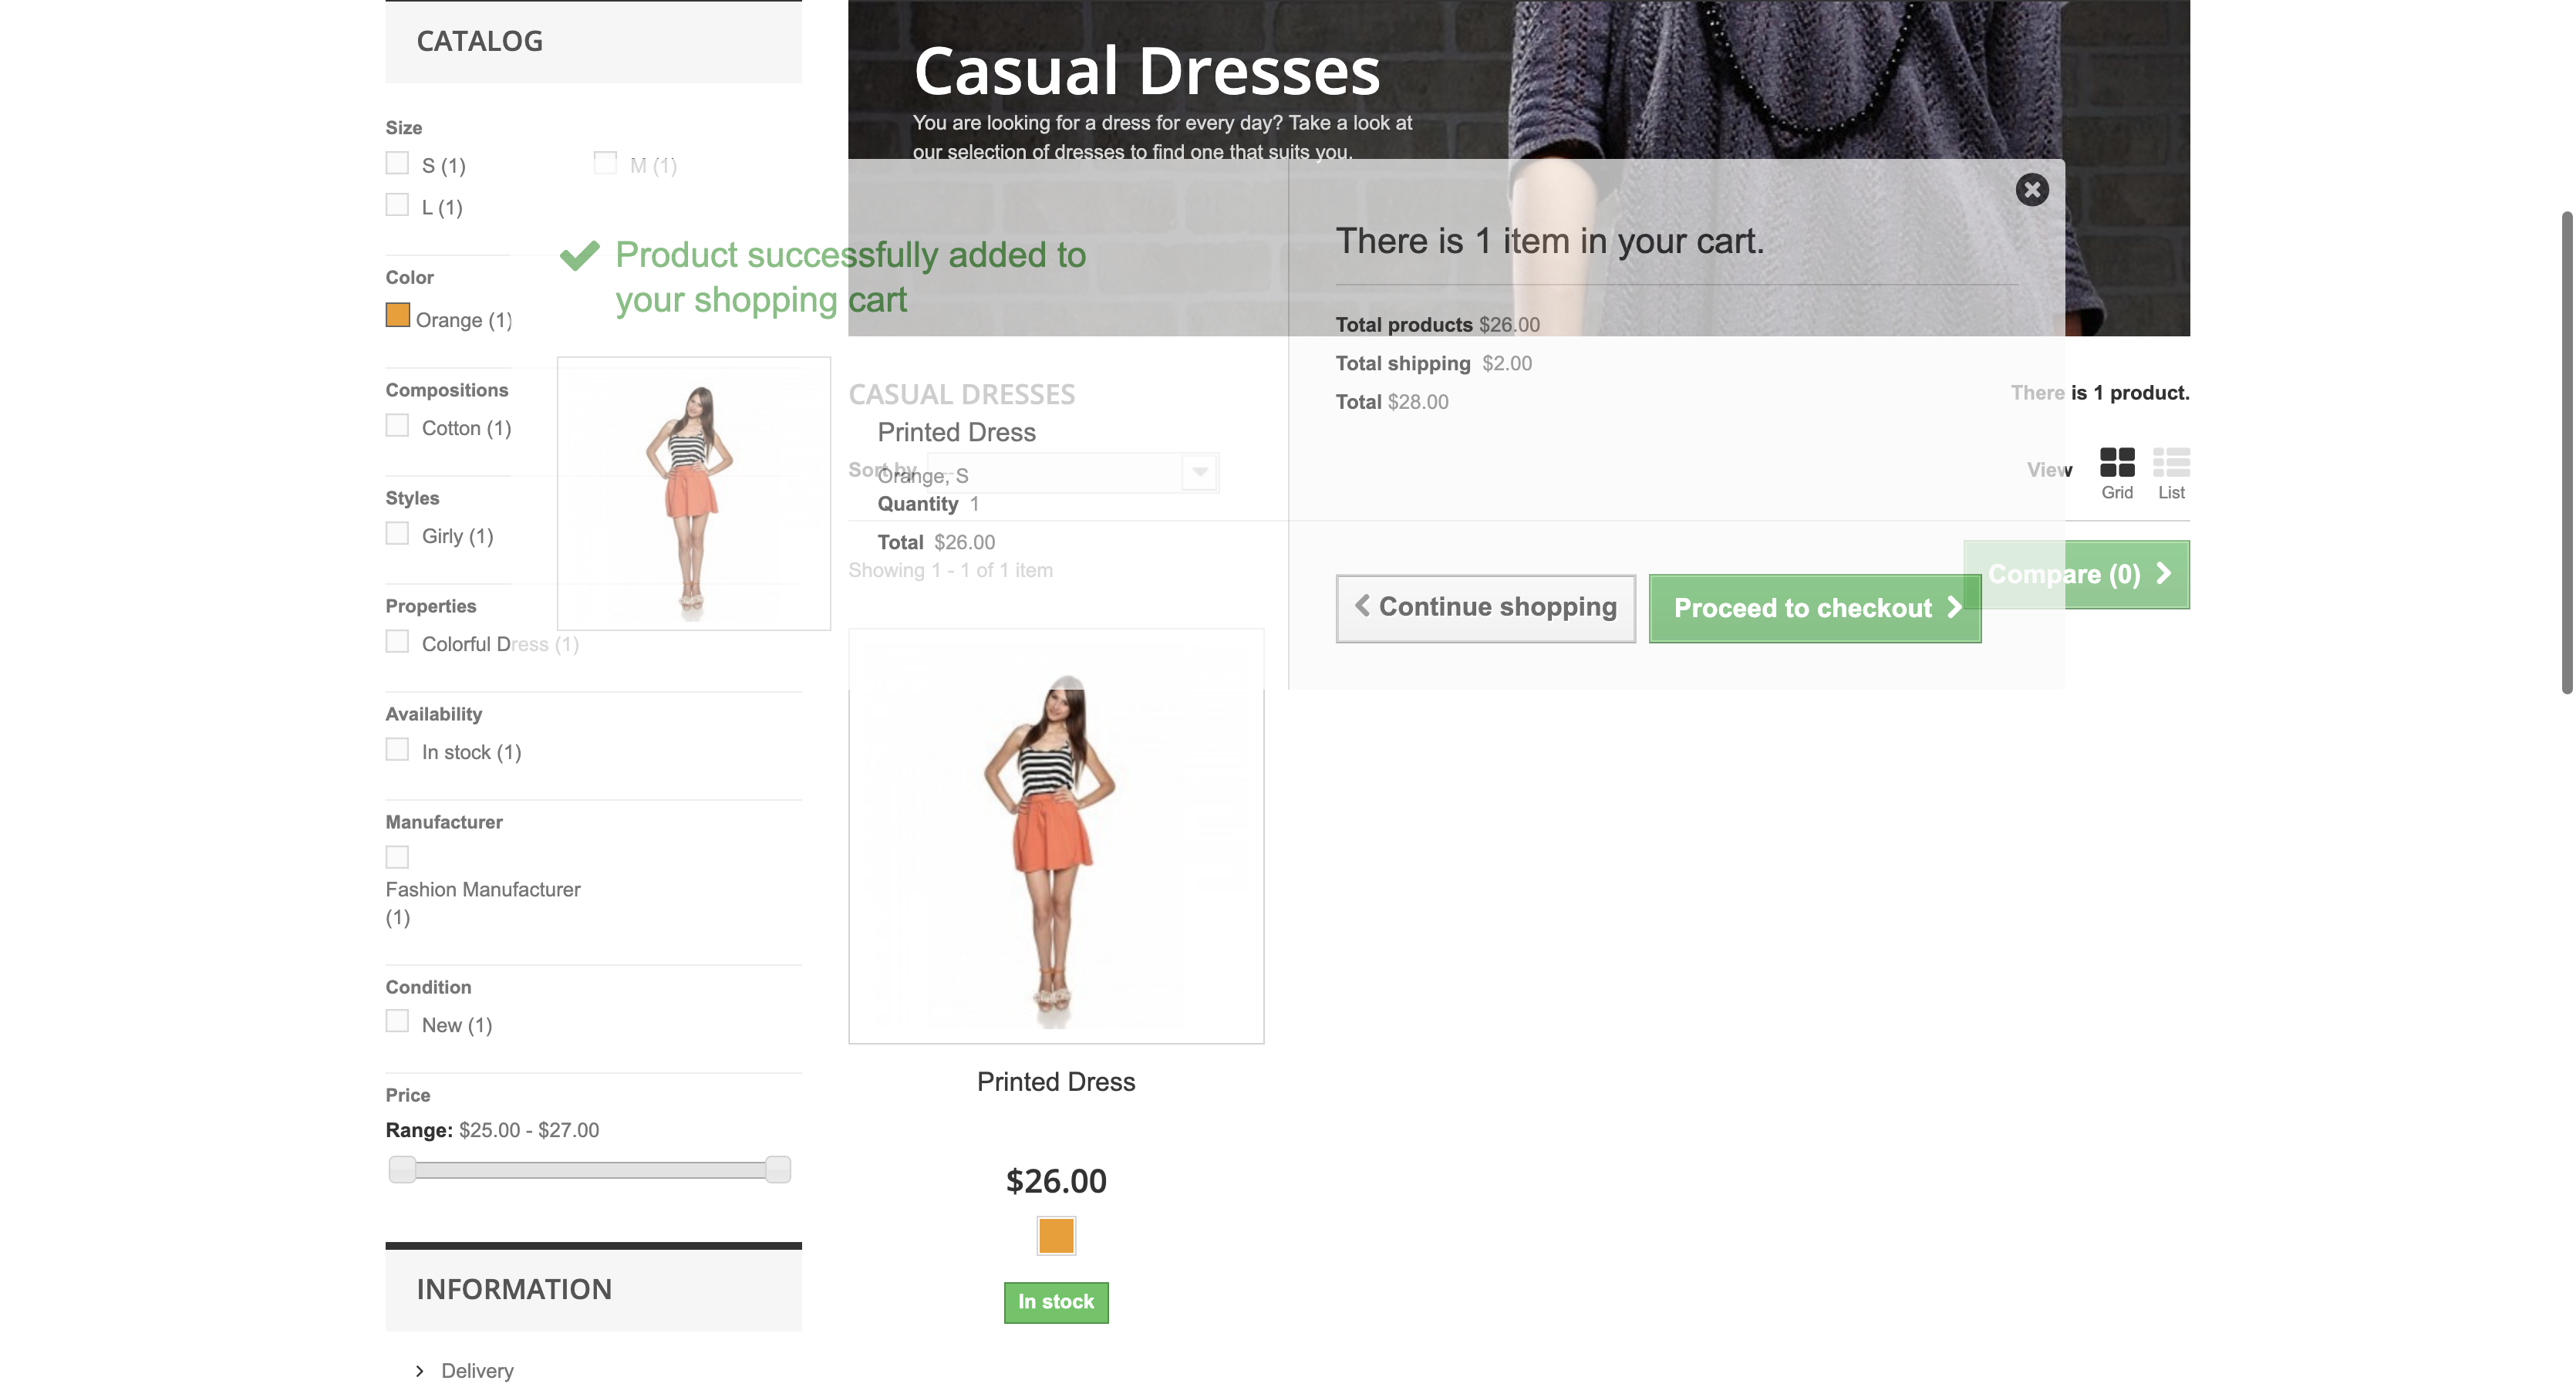 CATALOG
Size
S (1)
M (1)
L (1)
Color
Orange (1)
Compositions
Cotton (1)
Styles
Girly (1)
Properties
Colorful Dress (1)
Availability
In stock (1)
Manufacturer
Fashion Manufacturer
(1)
Condition
New (1)
Price
Range: $25.00 - $27.00
INFORMATION
Delivery
Casual Dresses
You are looking for a dress for every day? Take a look at
our selection of dresses to find one that suits you.
Product successfully added to
your shopping cart
Printed Dress
Orange, S
Quantity 1
Total $26.00
There is 1 item in your cart.
Total products $26.00
Total shipping $2.00
Total $28.00
Continue shopping
Proceed to checkout
CASUAL DRESSES
There is 1 product.
Sort by
--
View
Grid
List
Showing 1 - 1 of 1 item
Compare (0)
Printed Dress
$26.00
In stock